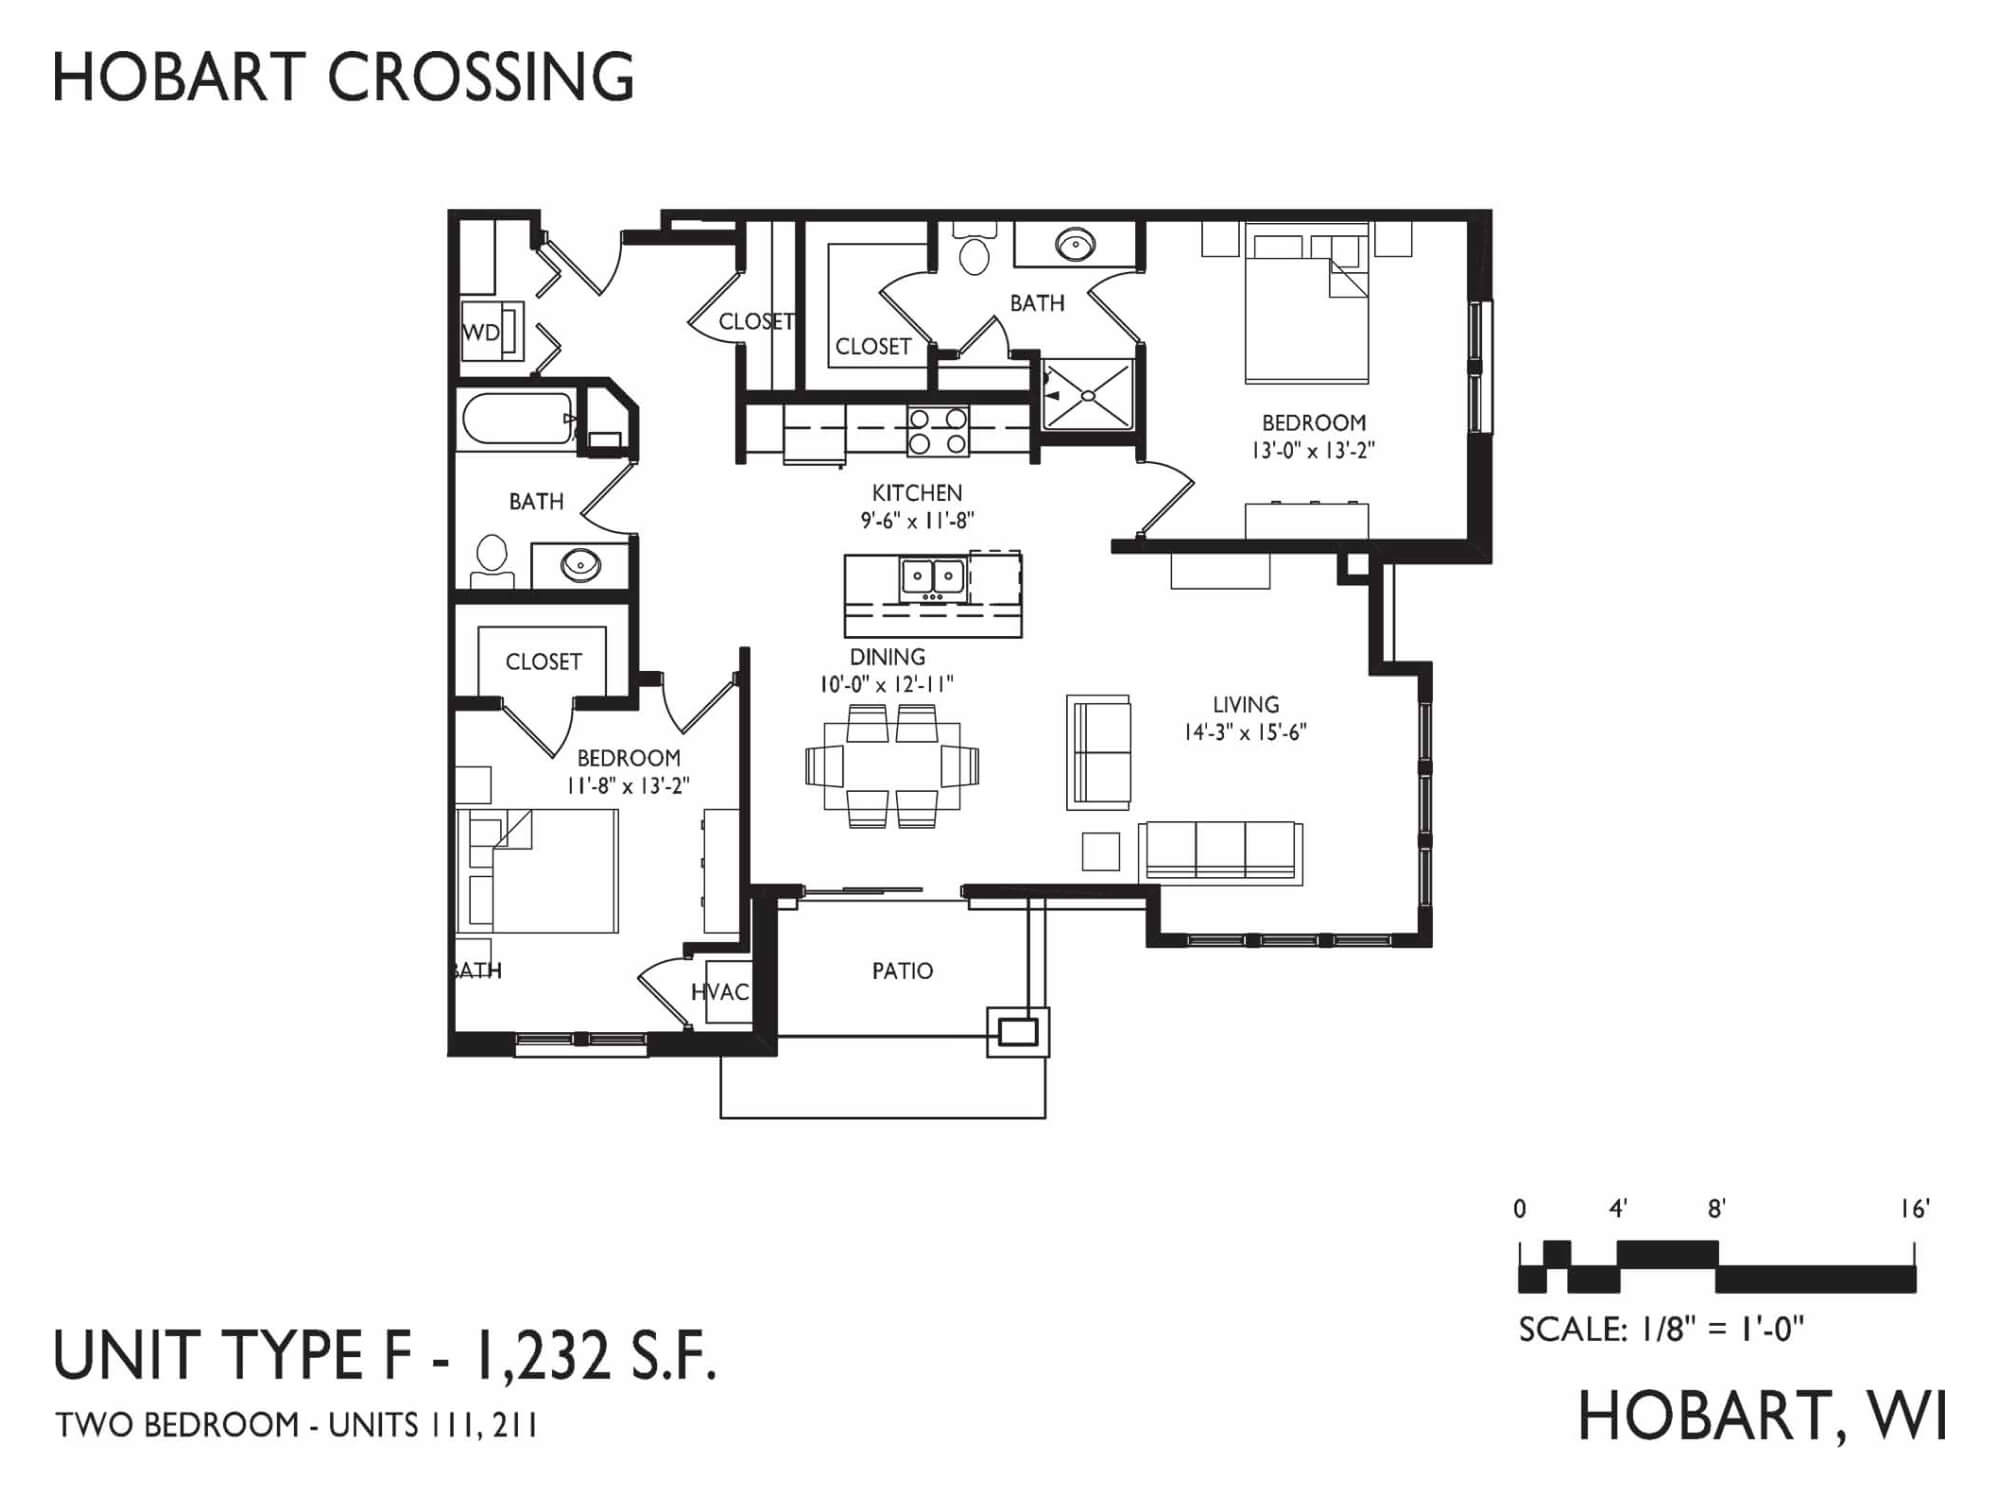 HOBART CROSSING
WD
CLOSET
CLOSET
BATH
BEDROOM
13'-0" x 13'-2"
BATH
KITCHEN
9'-6" x 11'-8"
CLOSET
DINING
10'-0" x 12'-11"
LIVING
14'-3" x 15'-6"
BEDROOM
11'-8" x 13'-2"
BATH
HVAC
PATIO
0 4' 8' 16'
SCALE: 1/8" = 1'-0"
UNIT TYPE F - 1,232 S.F.
TWO BEDROOM - UNITS 111, 211
HOBART, WI